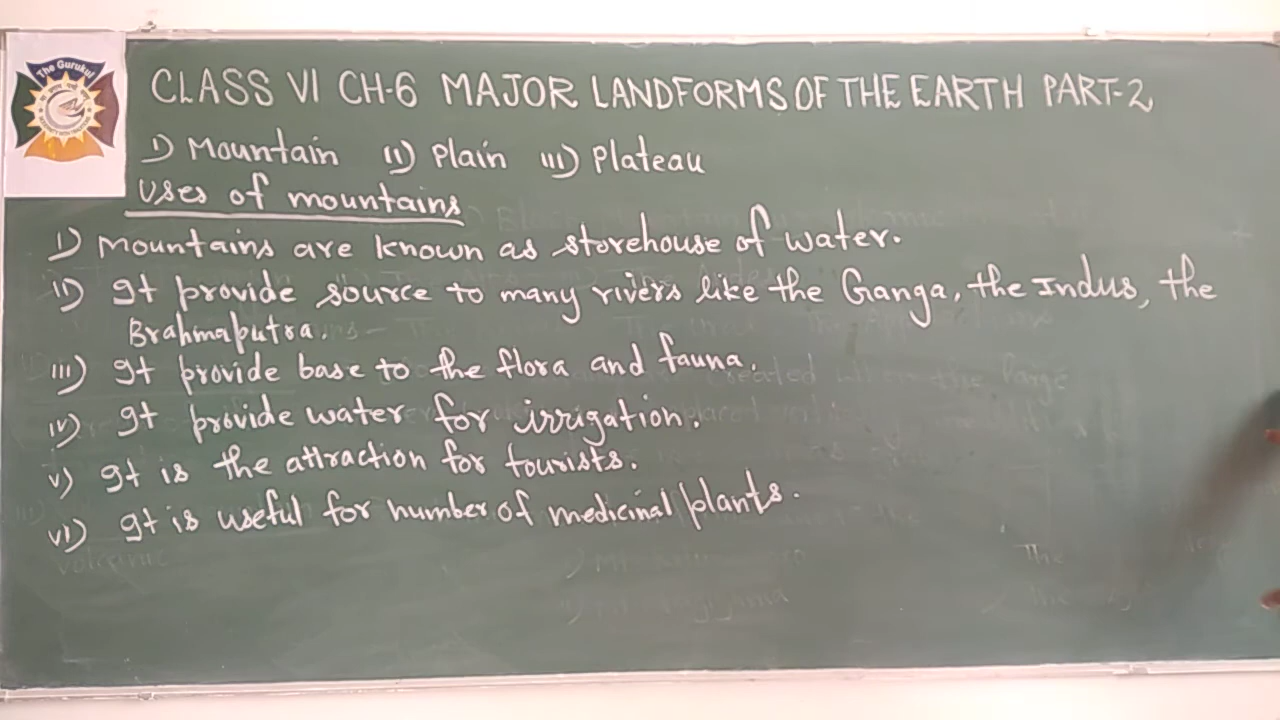 The Gurukul
CLASS VI CH-6 MAJOR LANDFORMS OF THE EARTH PART-2
I) Mountain II) Plain III) Plateau
Uses of mountains
I) Mountains are known as storehouse of water.
II) It provide source to many rivers like the Ganga, the Indus, the
Brahmaputra.
III) It provide base to the flora and fauna.
IV) It provide water for irrigation.
V) It is the attraction for tourists.
VI) It is useful for number of medicinal plants.